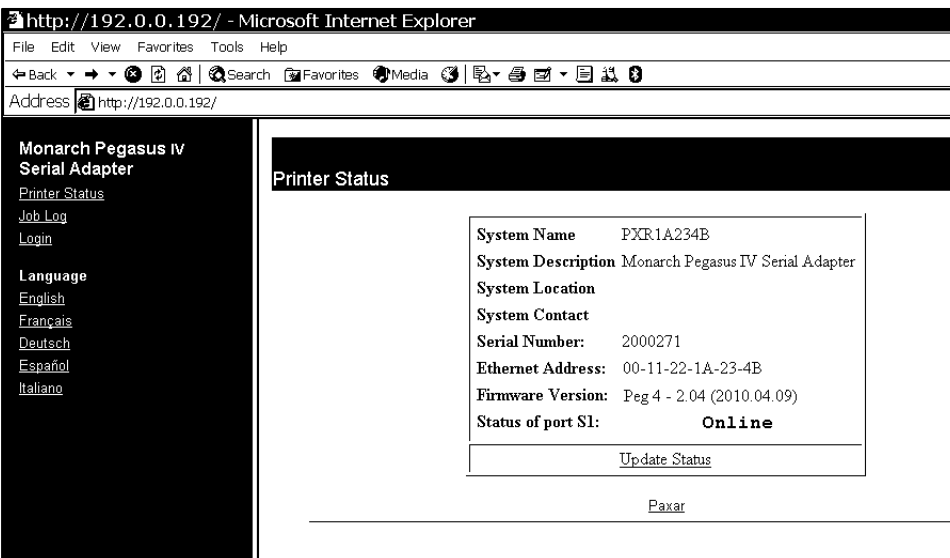 http://192.0.0.192/ - Microsoft Internet Explorer
File Edit View Favorites Tools Help
Back Search Favorites Media
Address http://192.0.0.192/
Monarch Pegasus IV
Serial Adapter
Printer Status
Job Log
Login
Language
English
Français
Deutsch
Español
Italiano
Printer Status
System Name PXR1A234B
System Description Monarch Pegasus IV Serial Adapter
System Location
System Contact
Serial Number: 2000271
Ethernet Address: 00-11-22-1A-23-4B
Firmware Version: Peg 4 - 2.04 (2010.04.09)
Status of port S1: Online
Update Status
Paxar